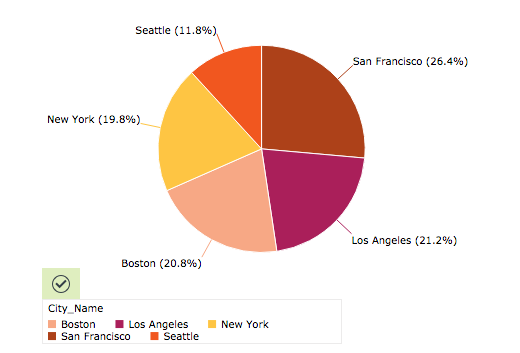 Seattle (11.8%)
San Francisco (26.4%)
New York (19.8%)
Los Angeles (21.2%)
Boston (20.8%)
City_Name
Boston Los Angeles New York
San Francisco Seattle